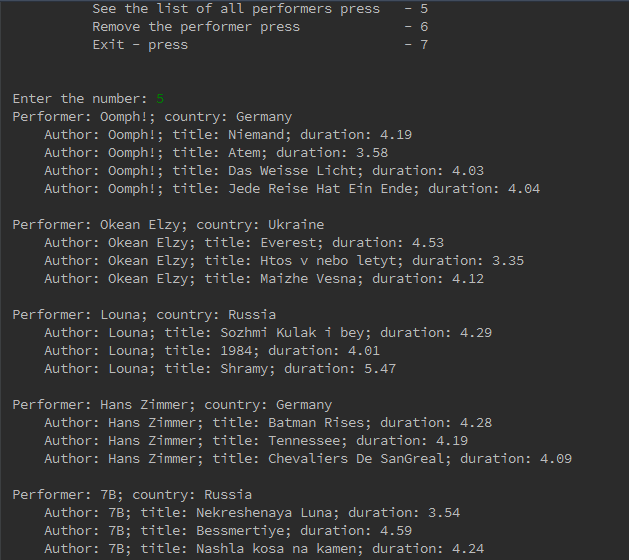 See the list of all performers press - 5
Remove the performer press - 6
Exit - press - 7
Enter the number: 5
Performer: Oomph!; country: Germany
Author: Oomph!; title: Niemand; duration: 4.19
Author: Oomph!; title: Atem; duration: 3.58
Author: Oomph!; title: Das Weisse Licht; duration: 4.03
Author: Oomph!; title: Jede Reise Hat Ein Ende; duration: 4.04
Performer: Okean Elzy; country: Ukraine
Author: Okean Elzy; title: Everest; duration: 4.53
Author: Okean Elzy; title: Htos v nebo letyt; duration: 3.35
Author: Okean Elzy; title: Maizhe Vesna; duration: 4.12
Performer: Louna; country: Russia
Author: Louna; title: Sozhmi Kulak i bey; duration: 4.29
Author: Louna; title: 1984; duration: 4.01
Author: Louna; title: Shramy; duration: 5.47
Performer: Hans Zimmer; country: Germany
Author: Hans Zimmer; title: Batman Rises; duration: 4.28
Author: Hans Zimmer; title: Tennessee; duration: 4.19
Author: Hans Zimmer; title: Chevaliers De SanGreal; duration: 4.09
Performer: 7B; country: Russia
Author: 7B; title: Nekreshenaya Luna; duration: 3.54
Author: 7B; title: Bessmertiye; duration: 4.59
Author: 7B; title: Nashla kosa na kamen; duration: 4.24